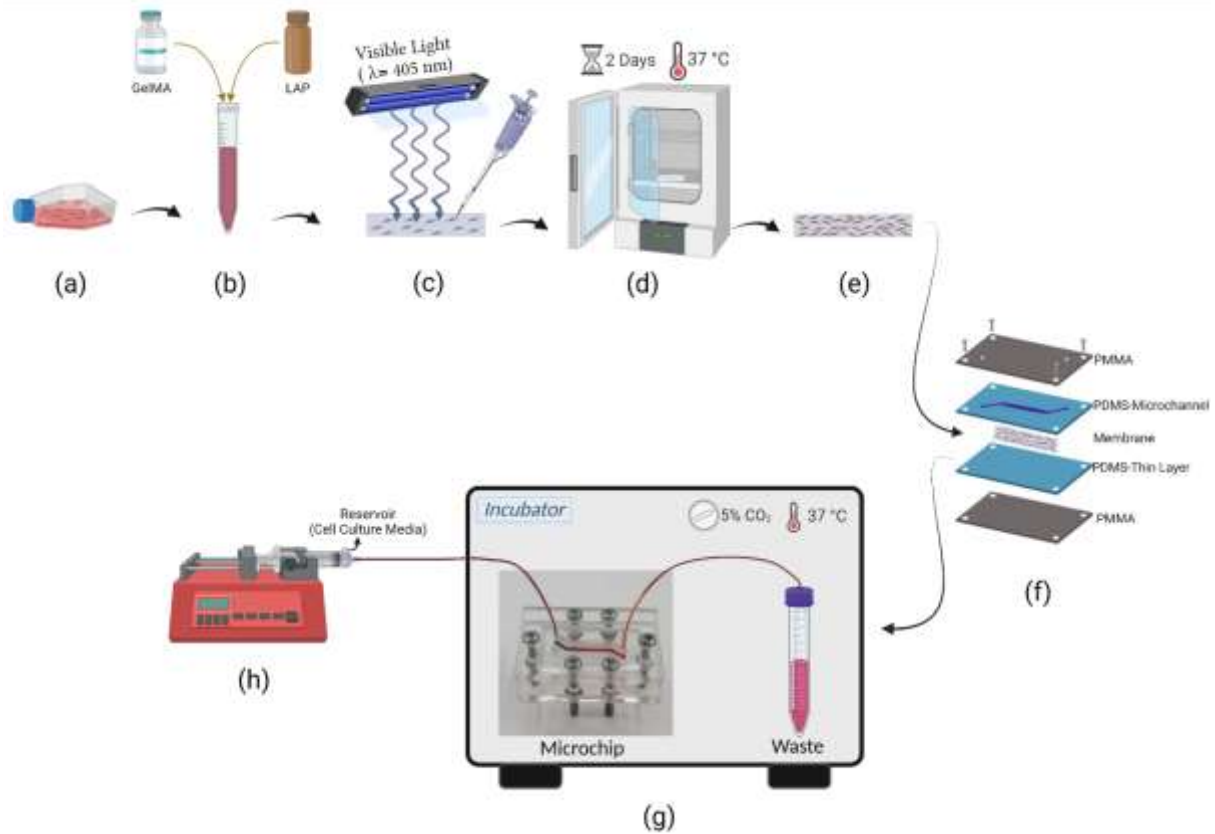 GelMA
LAP
Visible Light
( λ= 405 nm)
2 Days
37 °C
(a)
(b)
(c)
(d)
(e)
PMMA
PDMS-Microchannel
Membrane
PDMS-Thin Layer
PMMA
(f)
Reservoir
(Cell Culture Media)
(h)
Incubator
5% CO₂
37 °C
Microchip
Waste
(g)